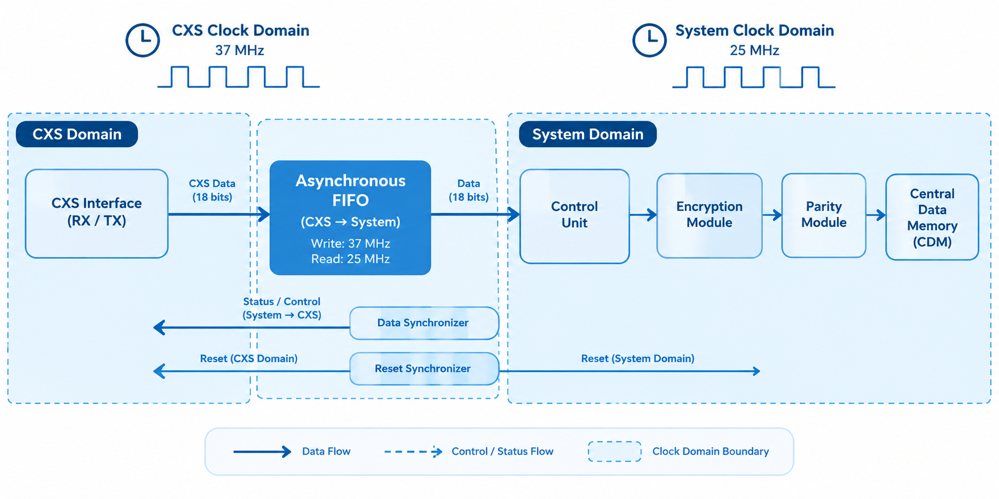 CXS Clock Domain
37 MHz
System Clock Domain
25 MHz
CXS Domain
System Domain
CXS Interface
(RX / TX)
CXS Data
(18 bits)
Asynchronous
FIFO
(CXS → System)
Write: 37 MHz
Read: 25 MHz
Data
(18 bits)
Control
Unit
Encryption
Module
Parity
Module
Central
Data
Memory
(CDM)
Status / Control
(System → CXS)
Data Synchronizer
Reset (CXS Domain)
Reset Synchronizer
Reset (System Domain)
Data Flow
Control / Status Flow
Clock Domain Boundary